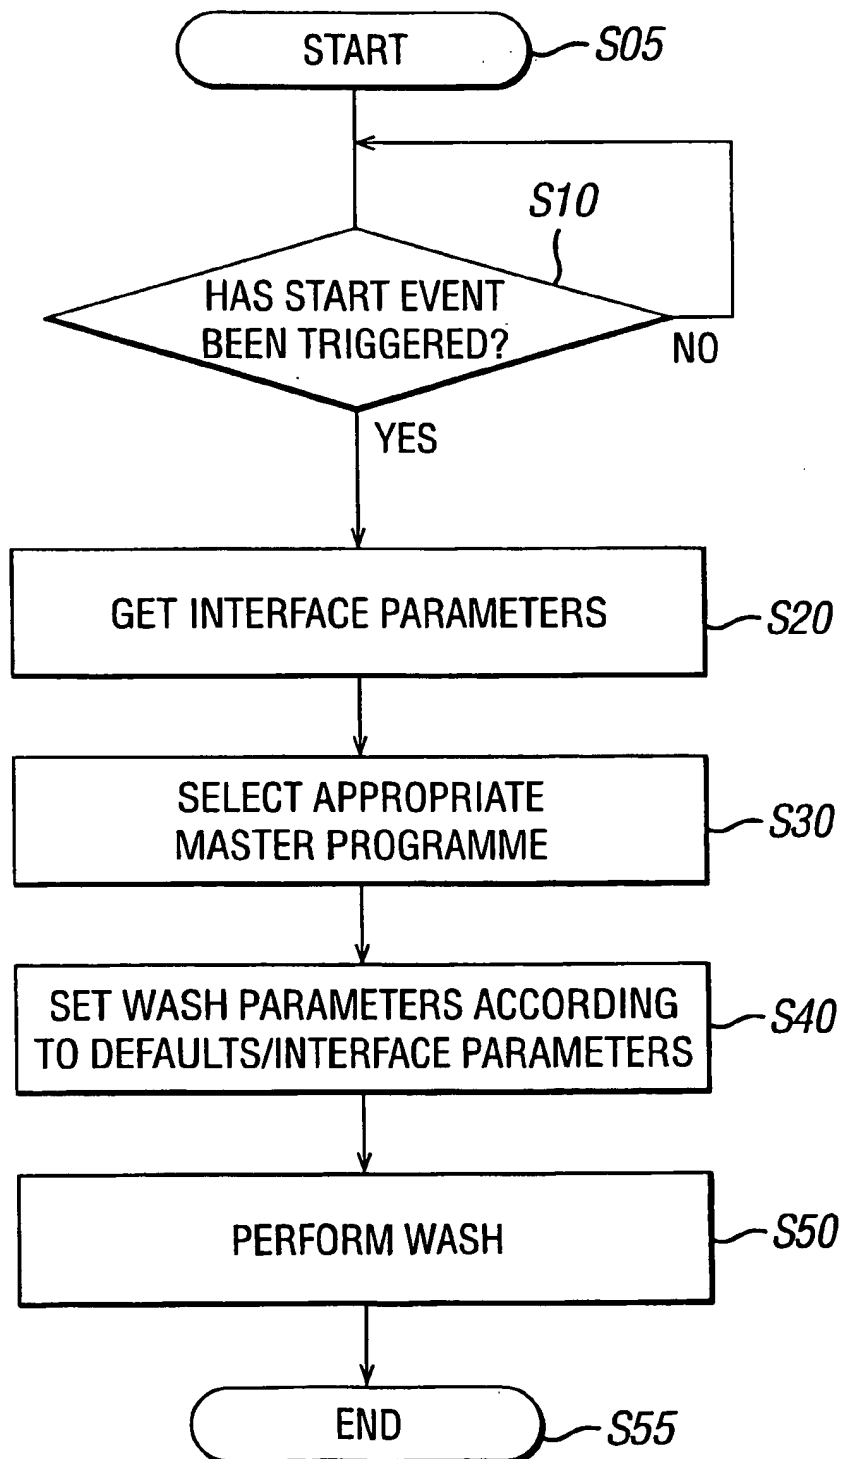 START
S05
S10
HAS START EVENT
BEEN TRIGGERED?
NO
YES
GET INTERFACE PARAMETERS
S20
SELECT APPROPRIATE
MASTER PROGRAMME
S30
SET WASH PARAMETERS ACCORDING
TO DEFAULTS/INTERFACE PARAMETERS
S40
PERFORM WASH
S50
END
S55